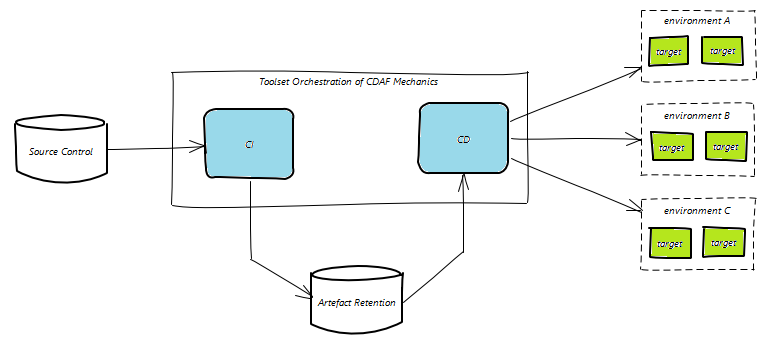 environment A
target
target
Toolset Orchestration of CDAF Mechanics
Source Control
CI
CD
environment B
target
target
environment C
target
target
Artefact Retention